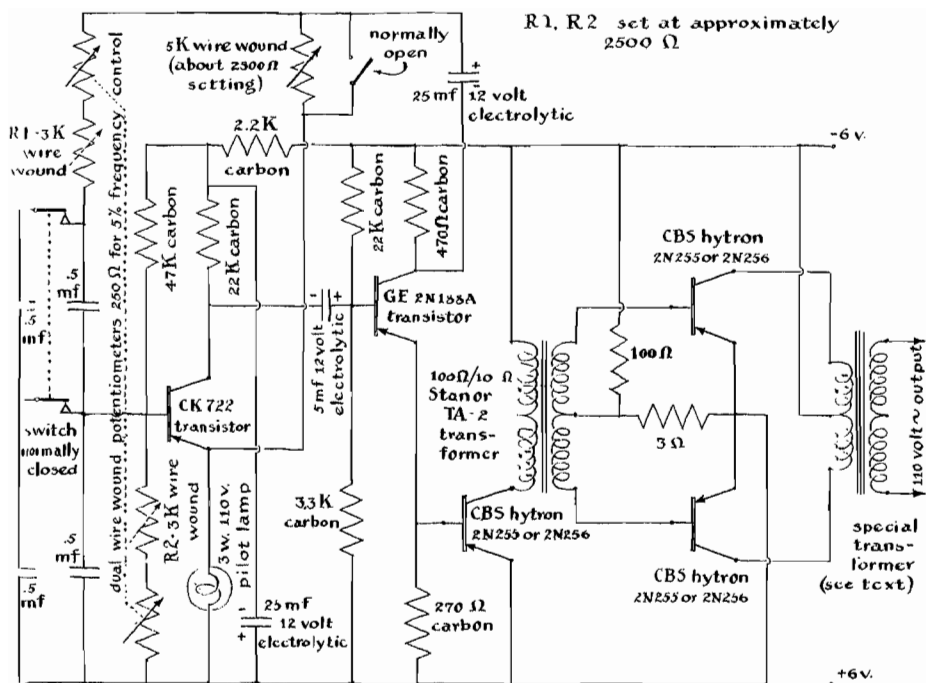 R1, R2 set at approximately
2500 Ω
5K wire wound
(about 2300Ω
setting)
normally
open
+
-
25 mf 12 volt
electrolytic
R1-3K
wire
wound
2.2K
carbon
-6 v.
dual wire wound potentiometers 250 Ω for 5% frequency control
47K carbon
22K carbon
22K carbon
470Ω carbon
CBS hytron
2N255 or 2N256
.5
mf
.5
mf
- +
5 mf 12 volt
electrolytic
GE 2N188A
transistor
100Ω
100Ω/10 Ω
Stanor
TA-2
trans-
former
3 Ω
110 volt~output
CK 722
transistor
switch
normally
closed
R2-3K wire
wound
3 w. 110 v.
pilot lamp
3.3K
carbon
CBS hytron
2N255 or 2N256
CBS hytron
2N255 or 2N256
special
trans-
former
(see text)
.5
mf
.5
mf
-
+
25 mf
12 volt
electrolytic
270 Ω
carbon
+6 v.